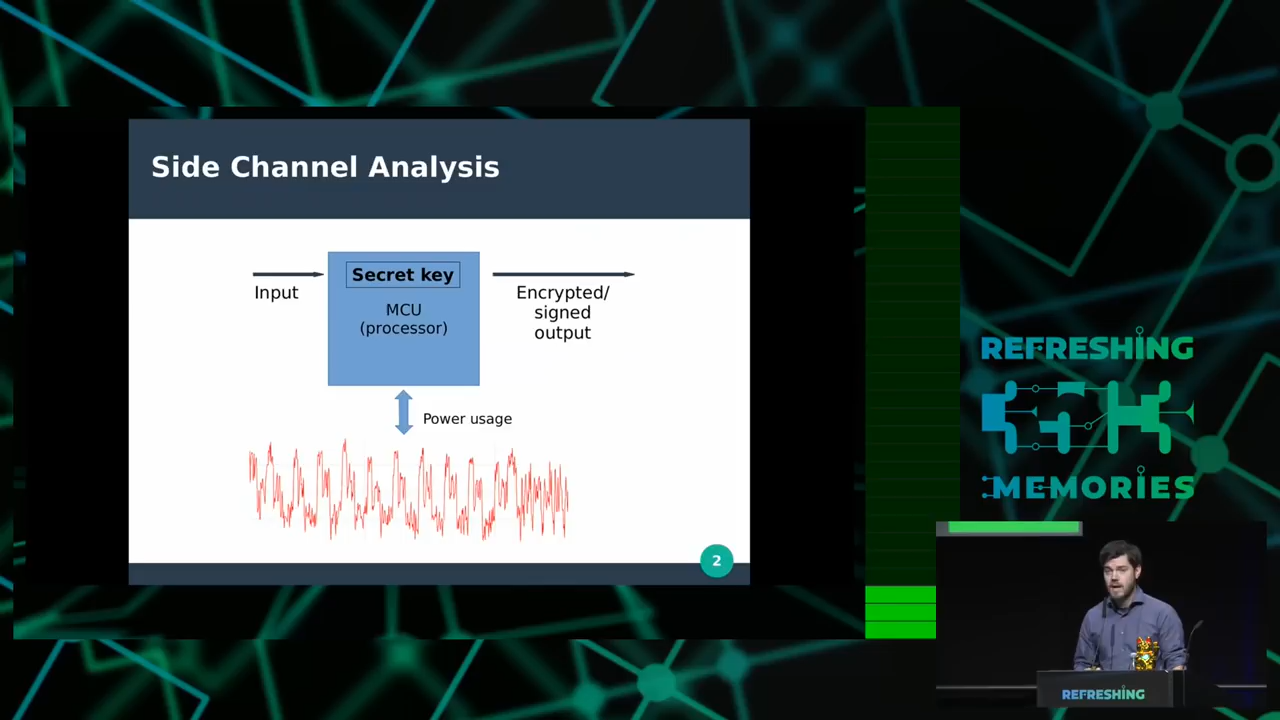 Side Channel Analysis
Secret key
Input
MCU
(processor)
Encrypted/
signed
output
Power usage
2
REFRESHING
MEMORIES
REFRESHING